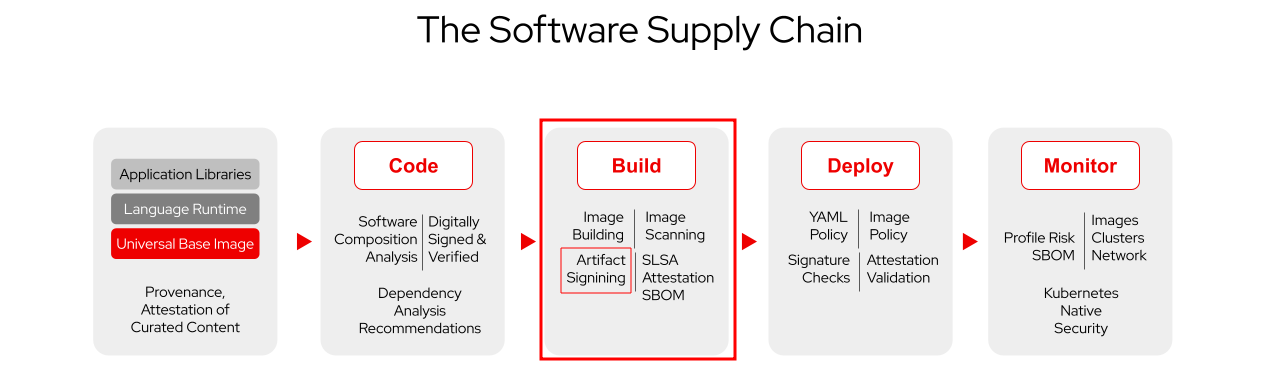 The Software Supply Chain
Application Libraries
Language Runtime
Universal Base Image
Provenance,
Attestation of
Curated Content
Code
Software
Composition
Analysis
Digitally
Signed &
Verified
Dependency
Analysis
Recommendations
Build
Image
Building
Image
Scanning
Artifact
Signining
SLSA
Attestation
SBOM
Deploy
YAML
Policy
Image
Policy
Signature
Checks
Attestation
Validation
Monitor
Profile Risk
SBOM
Images
Clusters
Network
Kubernetes
Native
Security